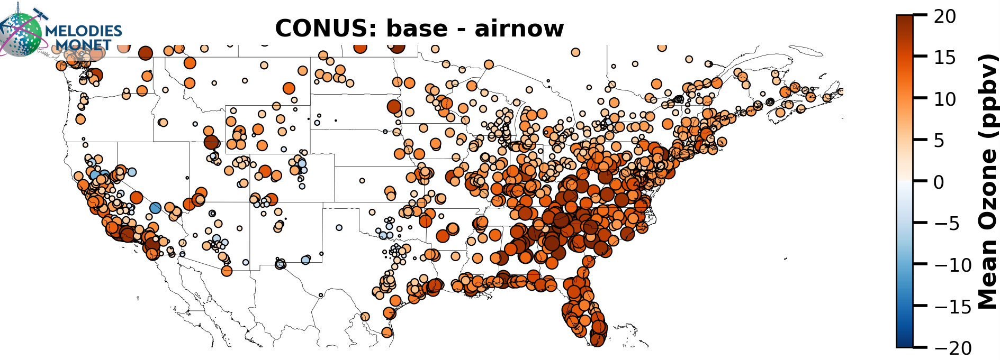 MELODIES
MONET
CONUS: base - airnow
20
15
10
5
0
−5
−10
−15
−20
Mean Ozone (ppbv)